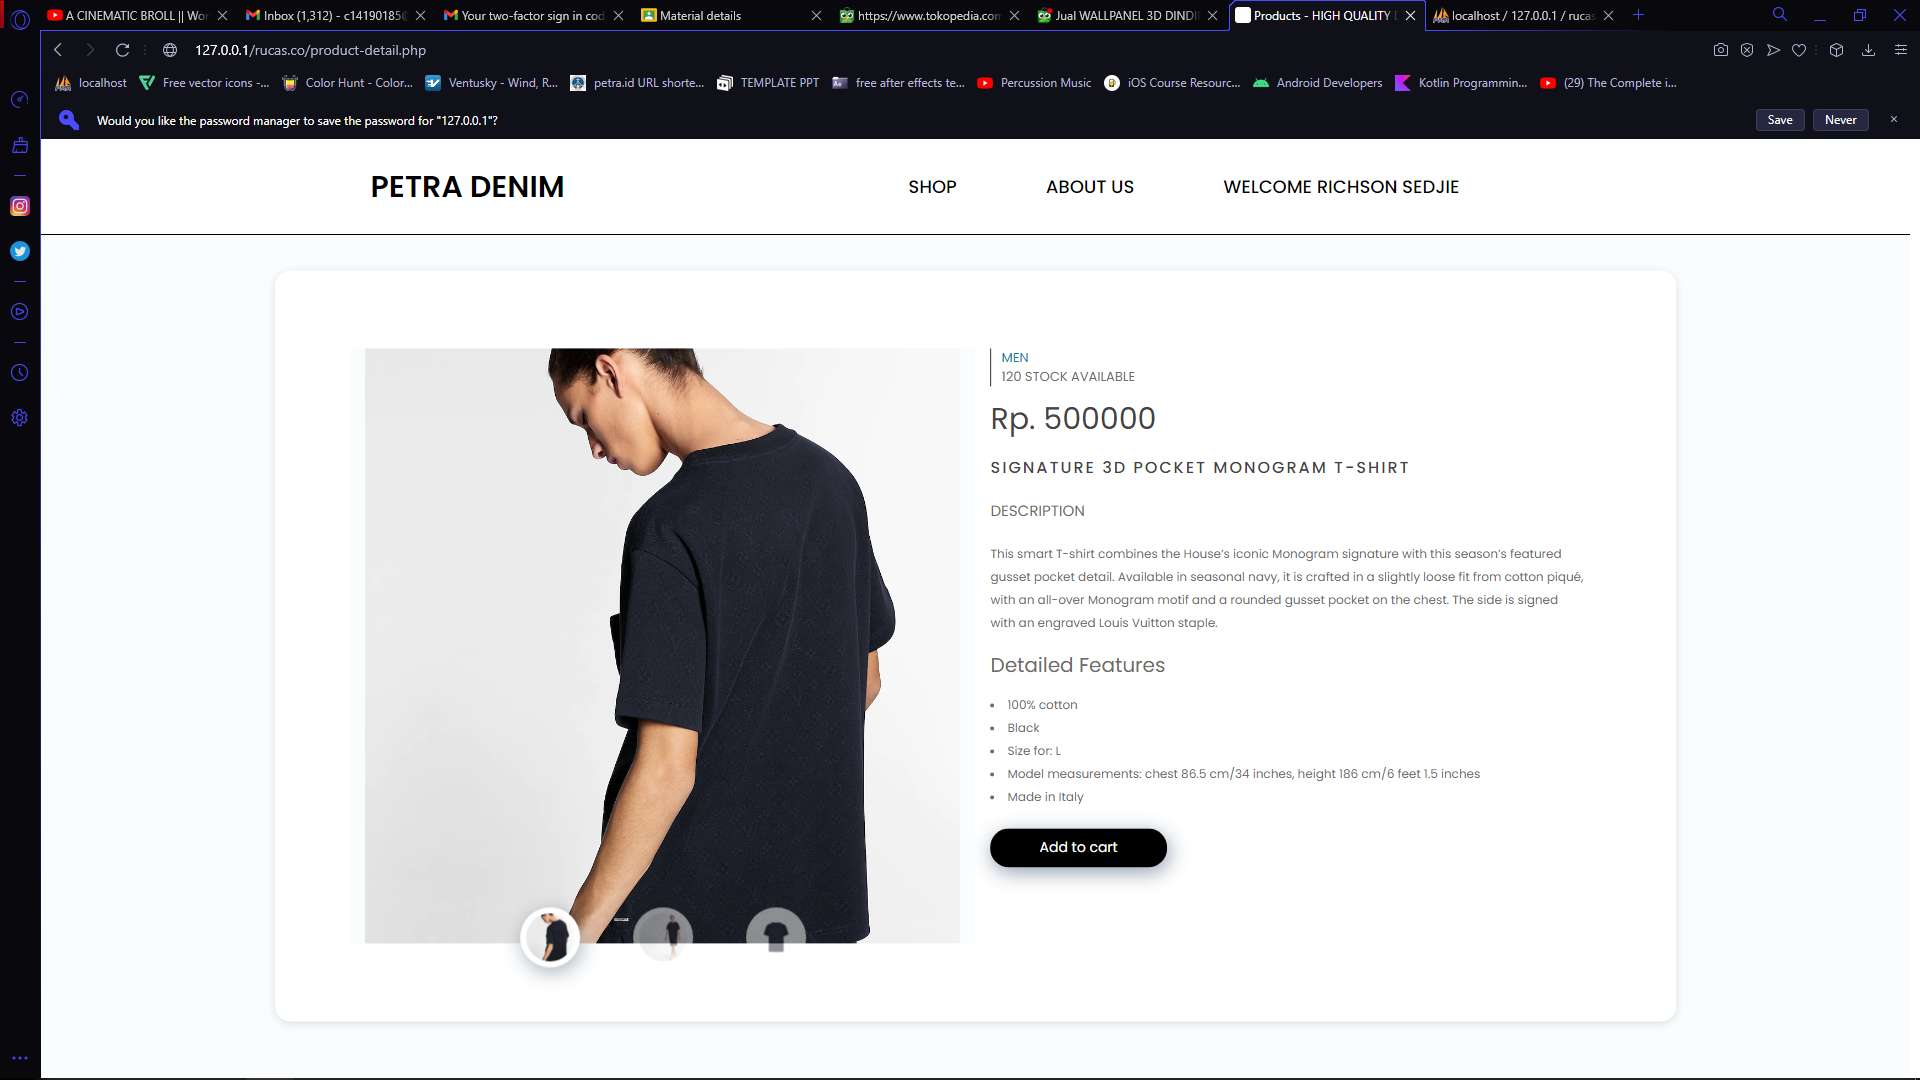 A CINEMATIC BROLL || Wor
Inbox (1,312) - c14190185@
Your two-factor sign in cod
Material details
https://www.tokopedia.com
Jual WALLPANEL 3D DINDI
Products - HIGH QUALITY D
localhost / 127.0.0.1 / rucas
127.0.0.1/rucas.co/product-detail.php
localhost
Free vector icons -...
Color Hunt - Color...
Ventusky - Wind, R...
petra.id URL shorte...
TEMPLATE PPT
free after effects te...
Percussion Music
iOS Course Resourc...
Android Developers
Kotlin Programmin...
(29) The Complete i...
Would you like the password manager to save the password for "127.0.0.1"?
Save
Never
PETRA DENIM
SHOP
ABOUT US
WELCOME RICHSON SEDJIE
MEN
120 STOCK AVAILABLE
Rp. 500000
SIGNATURE 3D POCKET MONOGRAM T-SHIRT
DESCRIPTION
This smart T-shirt combines the House’s iconic Monogram signature with this season’s featured
gusset pocket detail. Available in seasonal navy, it is crafted in a slightly loose fit from cotton piqué,
with an all-over Monogram motif and a rounded gusset pocket on the chest. The side is signed
with an engraved Louis Vuitton staple.
Detailed Features
• 100% cotton
• Black
• Size for: L
• Model measurements: chest 86.5 cm/34 inches, height 186 cm/6 feet 1.5 inches
• Made in Italy
Add to cart